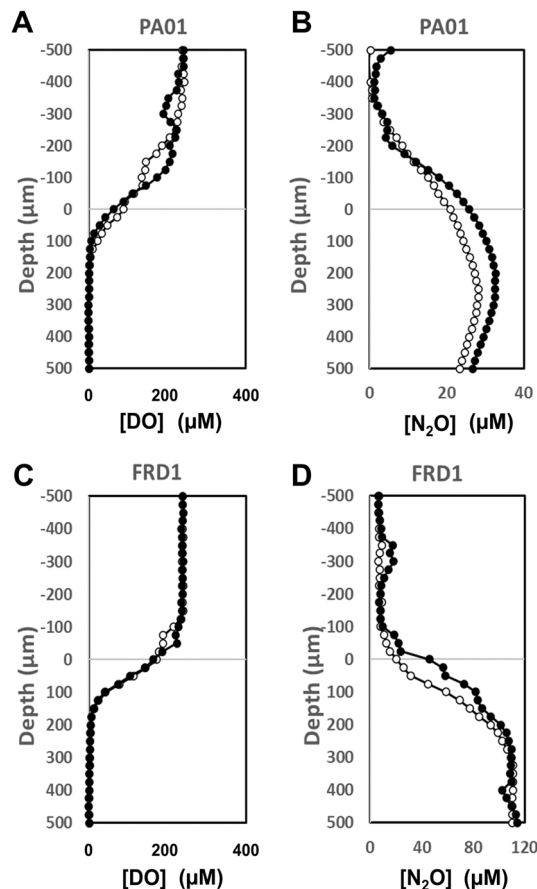 A PA01
-500
-400
-300
-200
-100
0
100
200
300
400
500
Depth (μm)
0 200 400
[DO] (μM)
B PA01
-500
-400
-300
-200
-100
0
100
200
300
400
500
Depth (μm)
0 20 40
[N₂O] (μM)
C FRD1
-500
-400
-300
-200
-100
0
100
200
300
400
500
Depth (μm)
0 200 400
[DO] (μM)
D FRD1
-500
-400
-300
-200
-100
0
100
200
300
400
500
Depth (μm)
0 40 80 120
[N₂O] (μM)